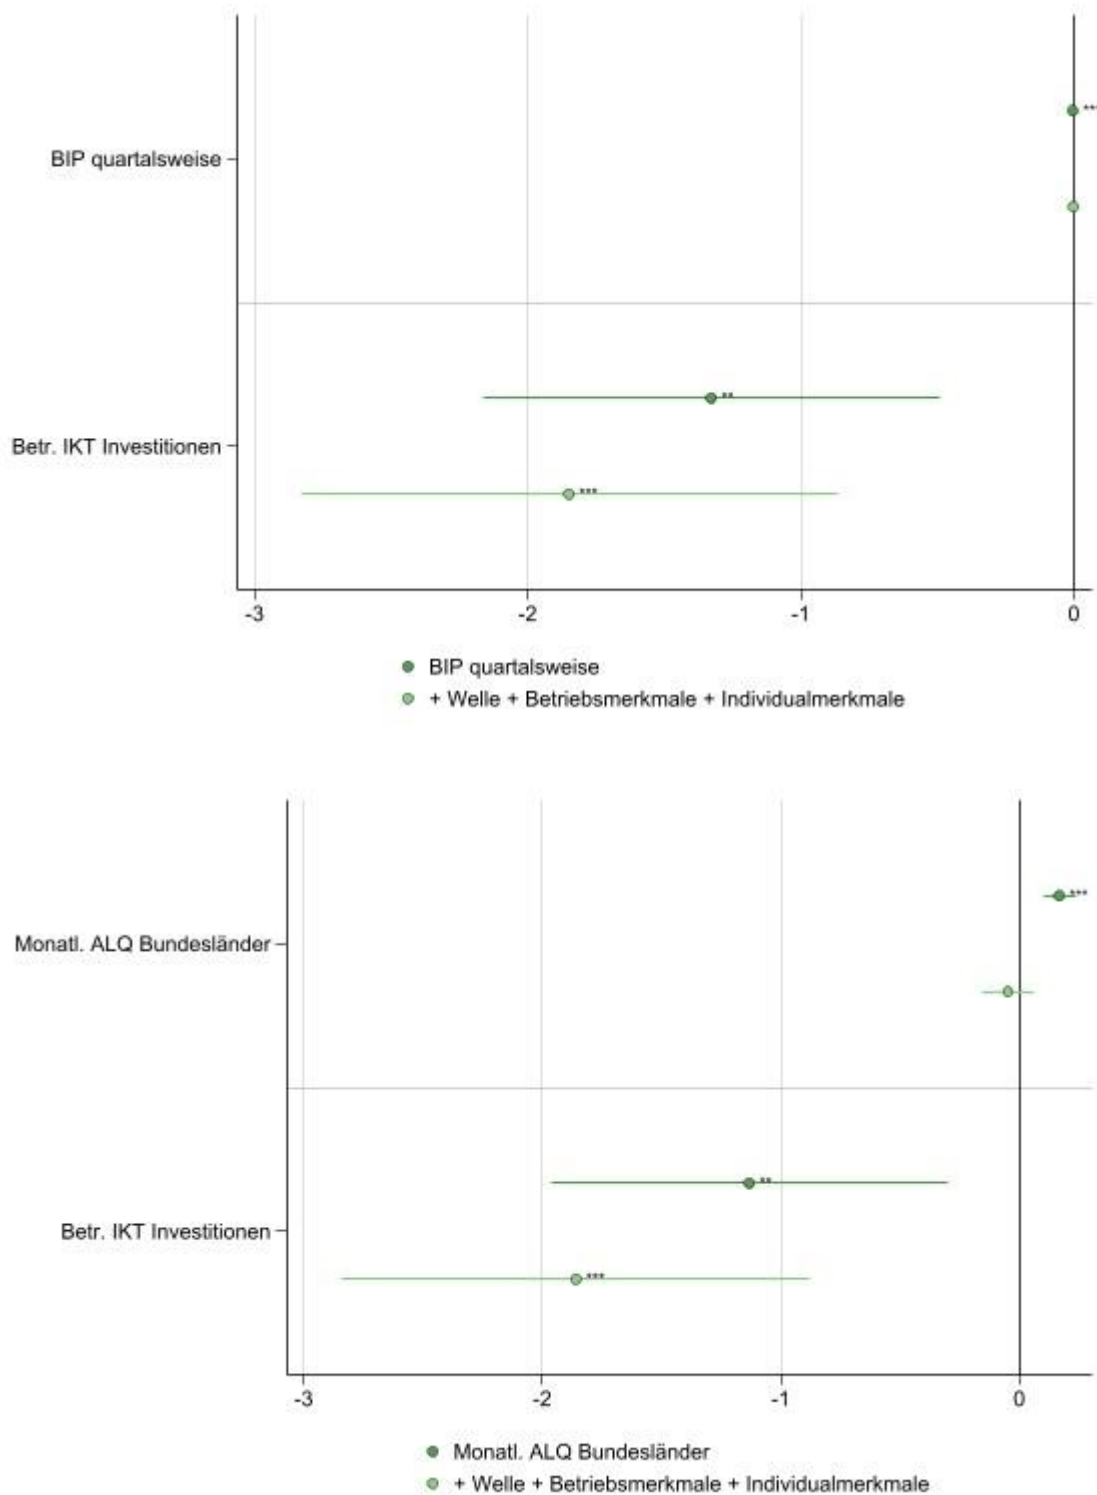 ***
BIP quartalsweise
**
Betr. IKT Investitionen
***
-3 -2 -1 0
BIP quartalsweise
+ Welle + Betriebsmerkmale + Individualmerkmale
***
Monatl. ALQ Bundesländer
**
Betr. IKT Investitionen
***
-3 -2 -1 0
Monatl. ALQ Bundesländer
+ Welle + Betriebsmerkmale + Individualmerkmale